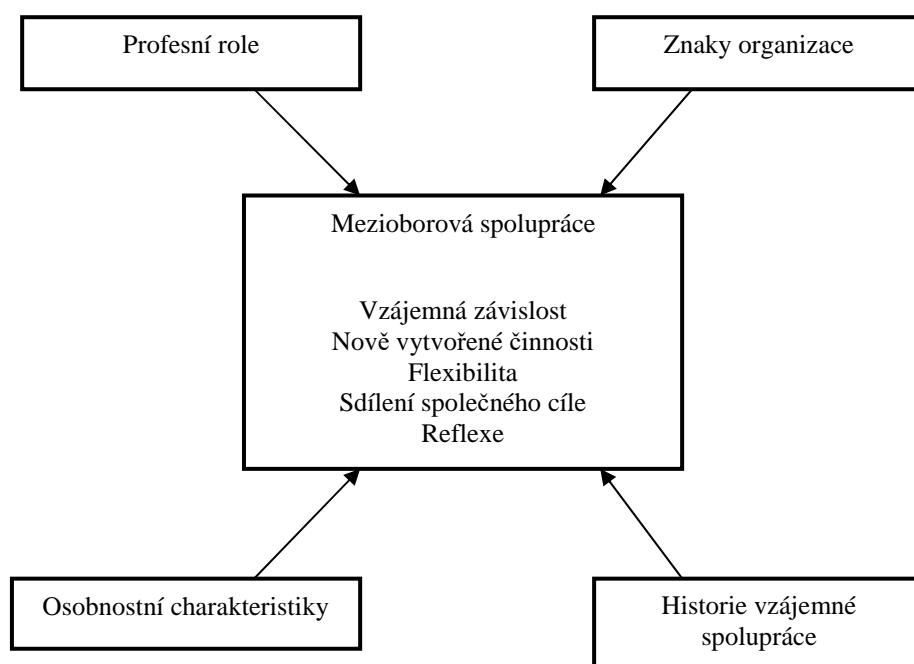 Profesní role
Znaky organizace
Mezioborová spolupráce
Vzájemná závislost
Nově vytvořené činnosti
Flexibilita
Sdílení společného cíle
Reflexe
Osobnostní charakteristiky
Historie vzájemné
spolupráce